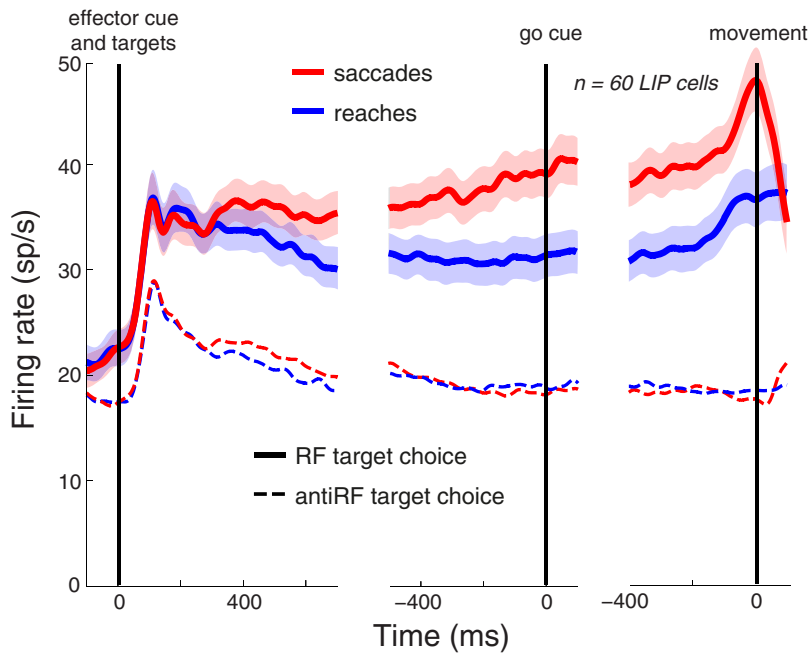 effector cue
and targets
go cue
movement
saccades
reaches
n = 60 LIP cells
50
40
30
20
10
0
Firing rate (sp/s)
RF target choice
antiRF target choice
0
400
−400
0
−400
0
Time (ms)